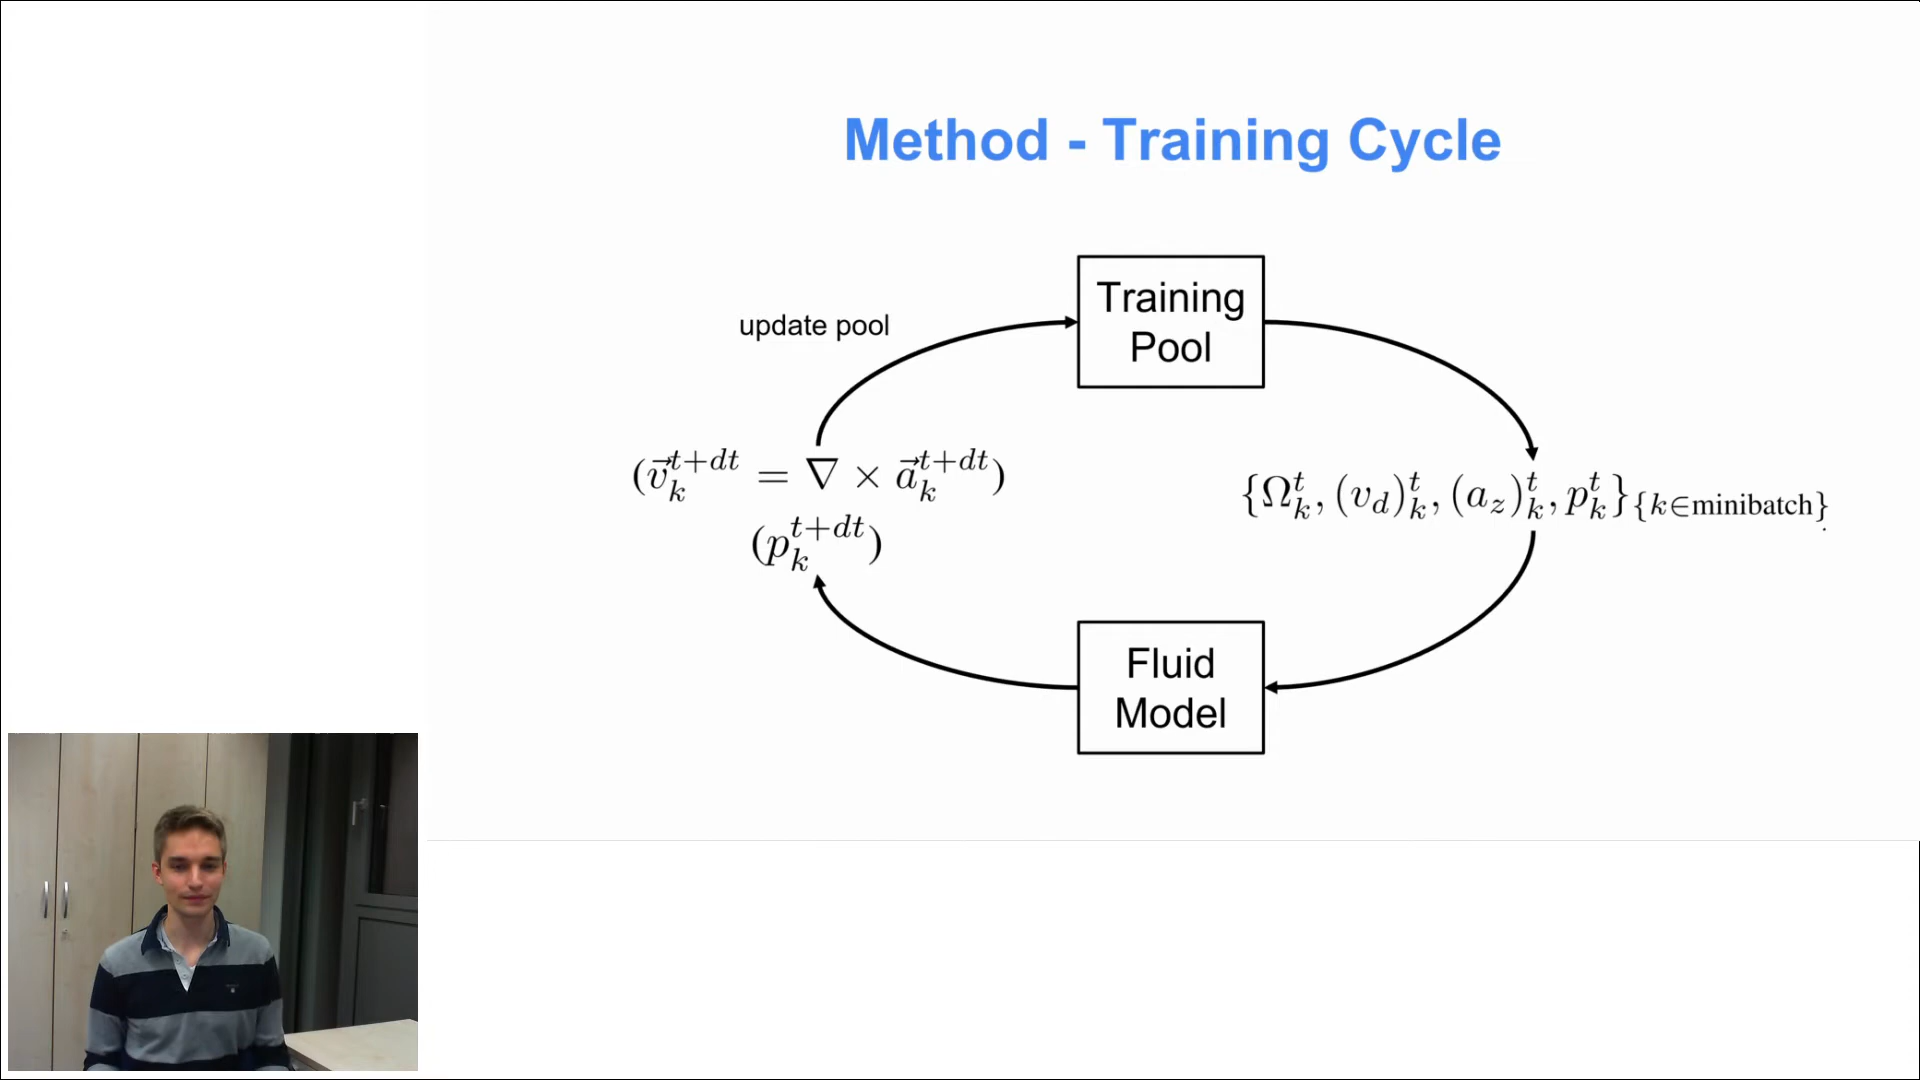 Method - Training Cycle
Training
Pool
update pool
$(\vec{v}_k^{t+dt} = \nabla \times \vec{a}_k^{t+dt})$
$(p_k^{t+dt})$
$\{\Omega_k^t, (v_d)_k^t, (a_z)_k^t, p_k^t\}_{\{k \in \text{minibatch}\}}$
Fluid
Model